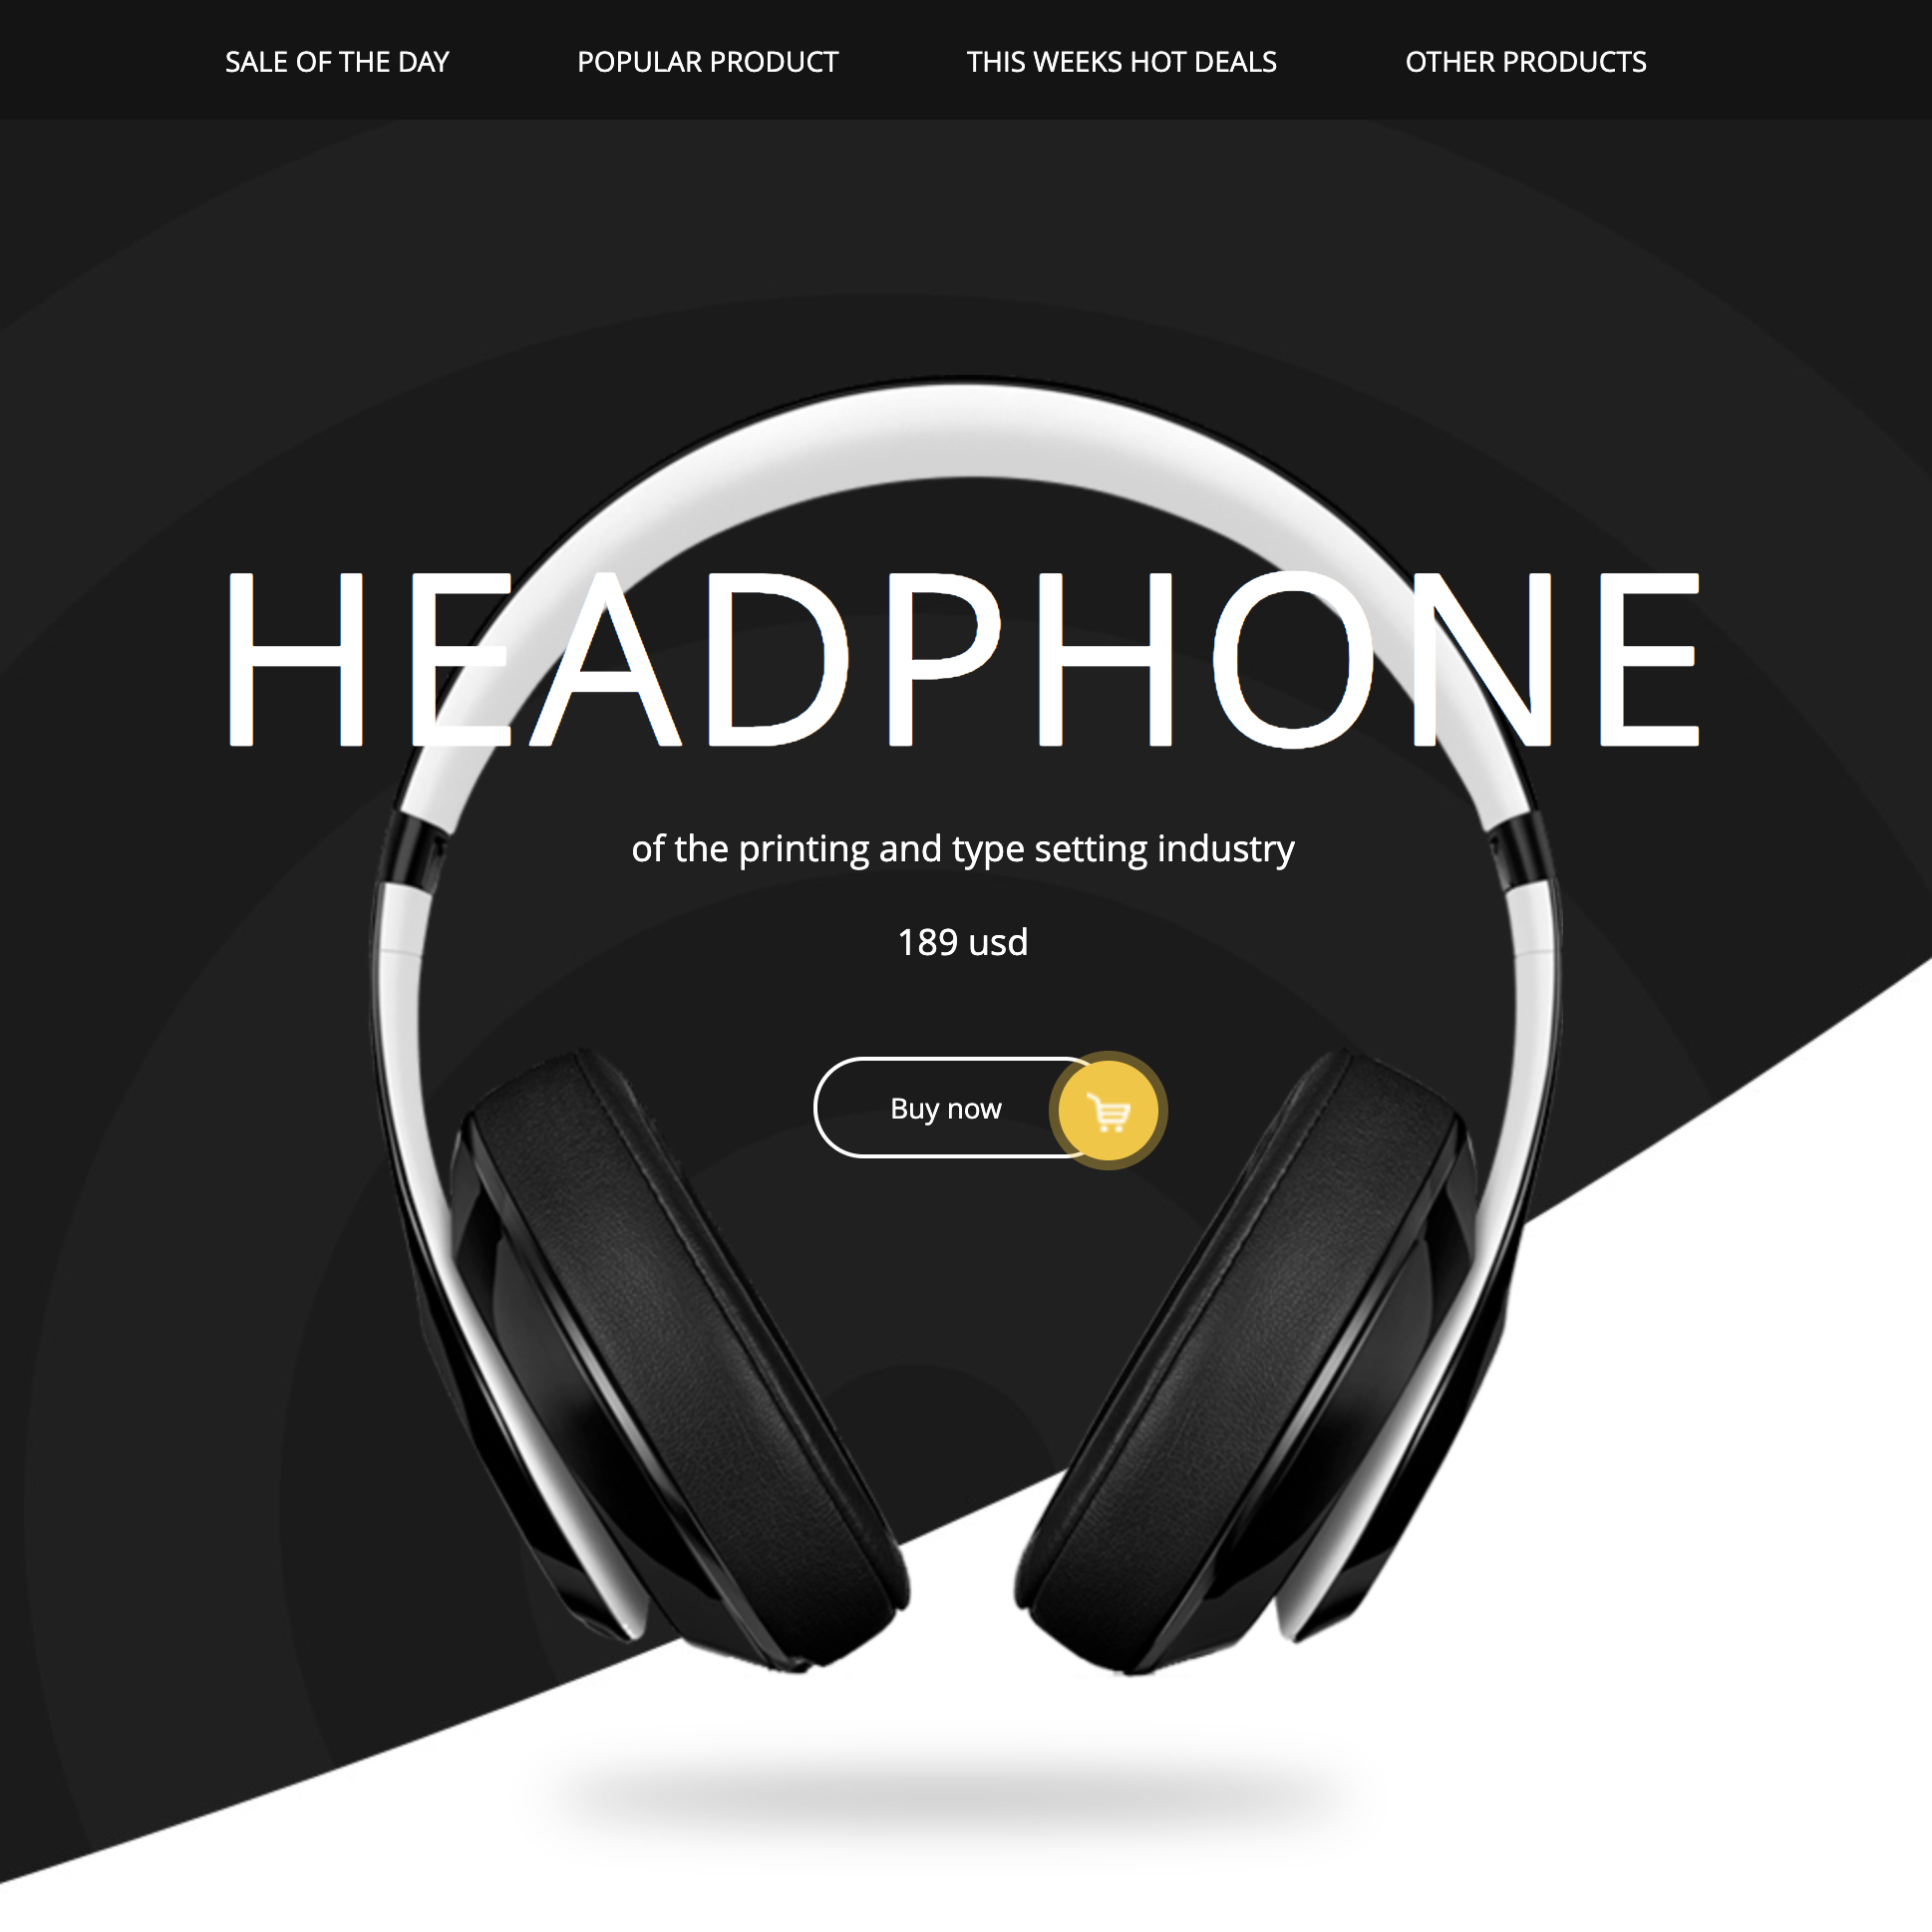 SALE OF THE DAY POPULAR PRODUCT THIS WEEKS HOT DEALS OTHER PRODUCTS
HEADPHONE
of the printing and type setting industry
189 usd
Buy now